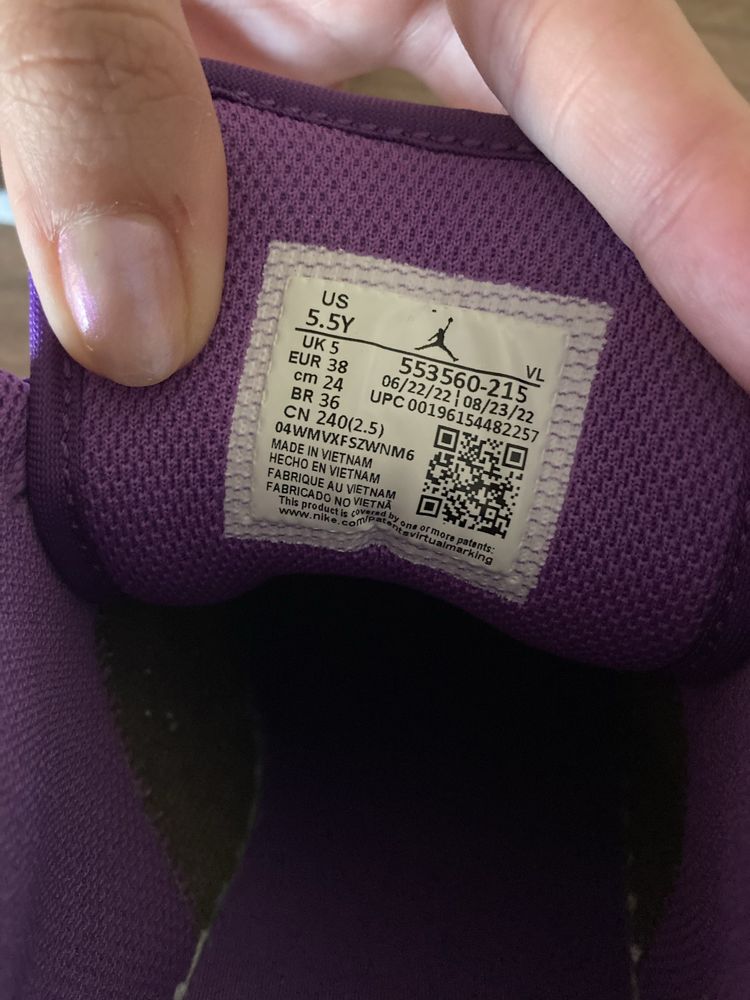 US
5.5Y
UK 5
EUR 38
cm 24
BR 36
CN 240(2.5)
VL
553560-215
06/22/22 | 08/23/22
UPC 00196154482257
04WMVXFSZWNM6
MADE IN VIETNAM
HECHO EN VIETNAM
FABRIQUE AU VIETNAM
FABRICADO NO VIETNÃ
This product is covered by one or more patents:
www.nike.com/patentsvirtualmarking